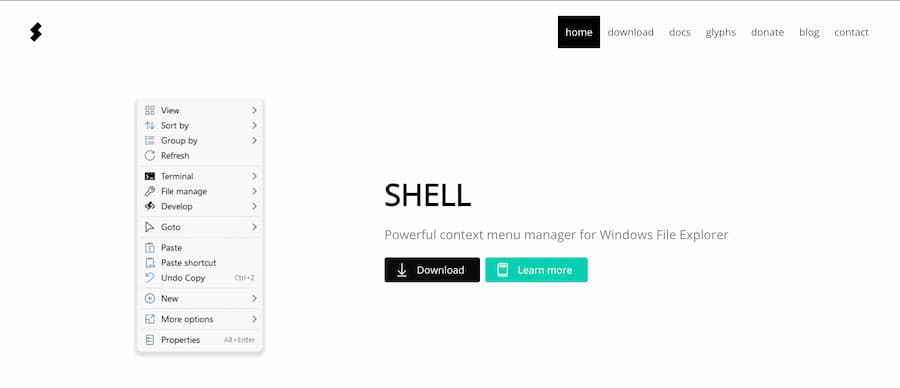 home download docs glyphs donate blog contact
View
Sort by
Group by
Refresh
Terminal
File manage
Develop
Goto
Paste
Paste shortcut
Undo Copy Ctrl+Z
New
More options
Properties Alt+Enter
SHELL
Powerful context menu manager for Windows File Explorer
Download Learn more